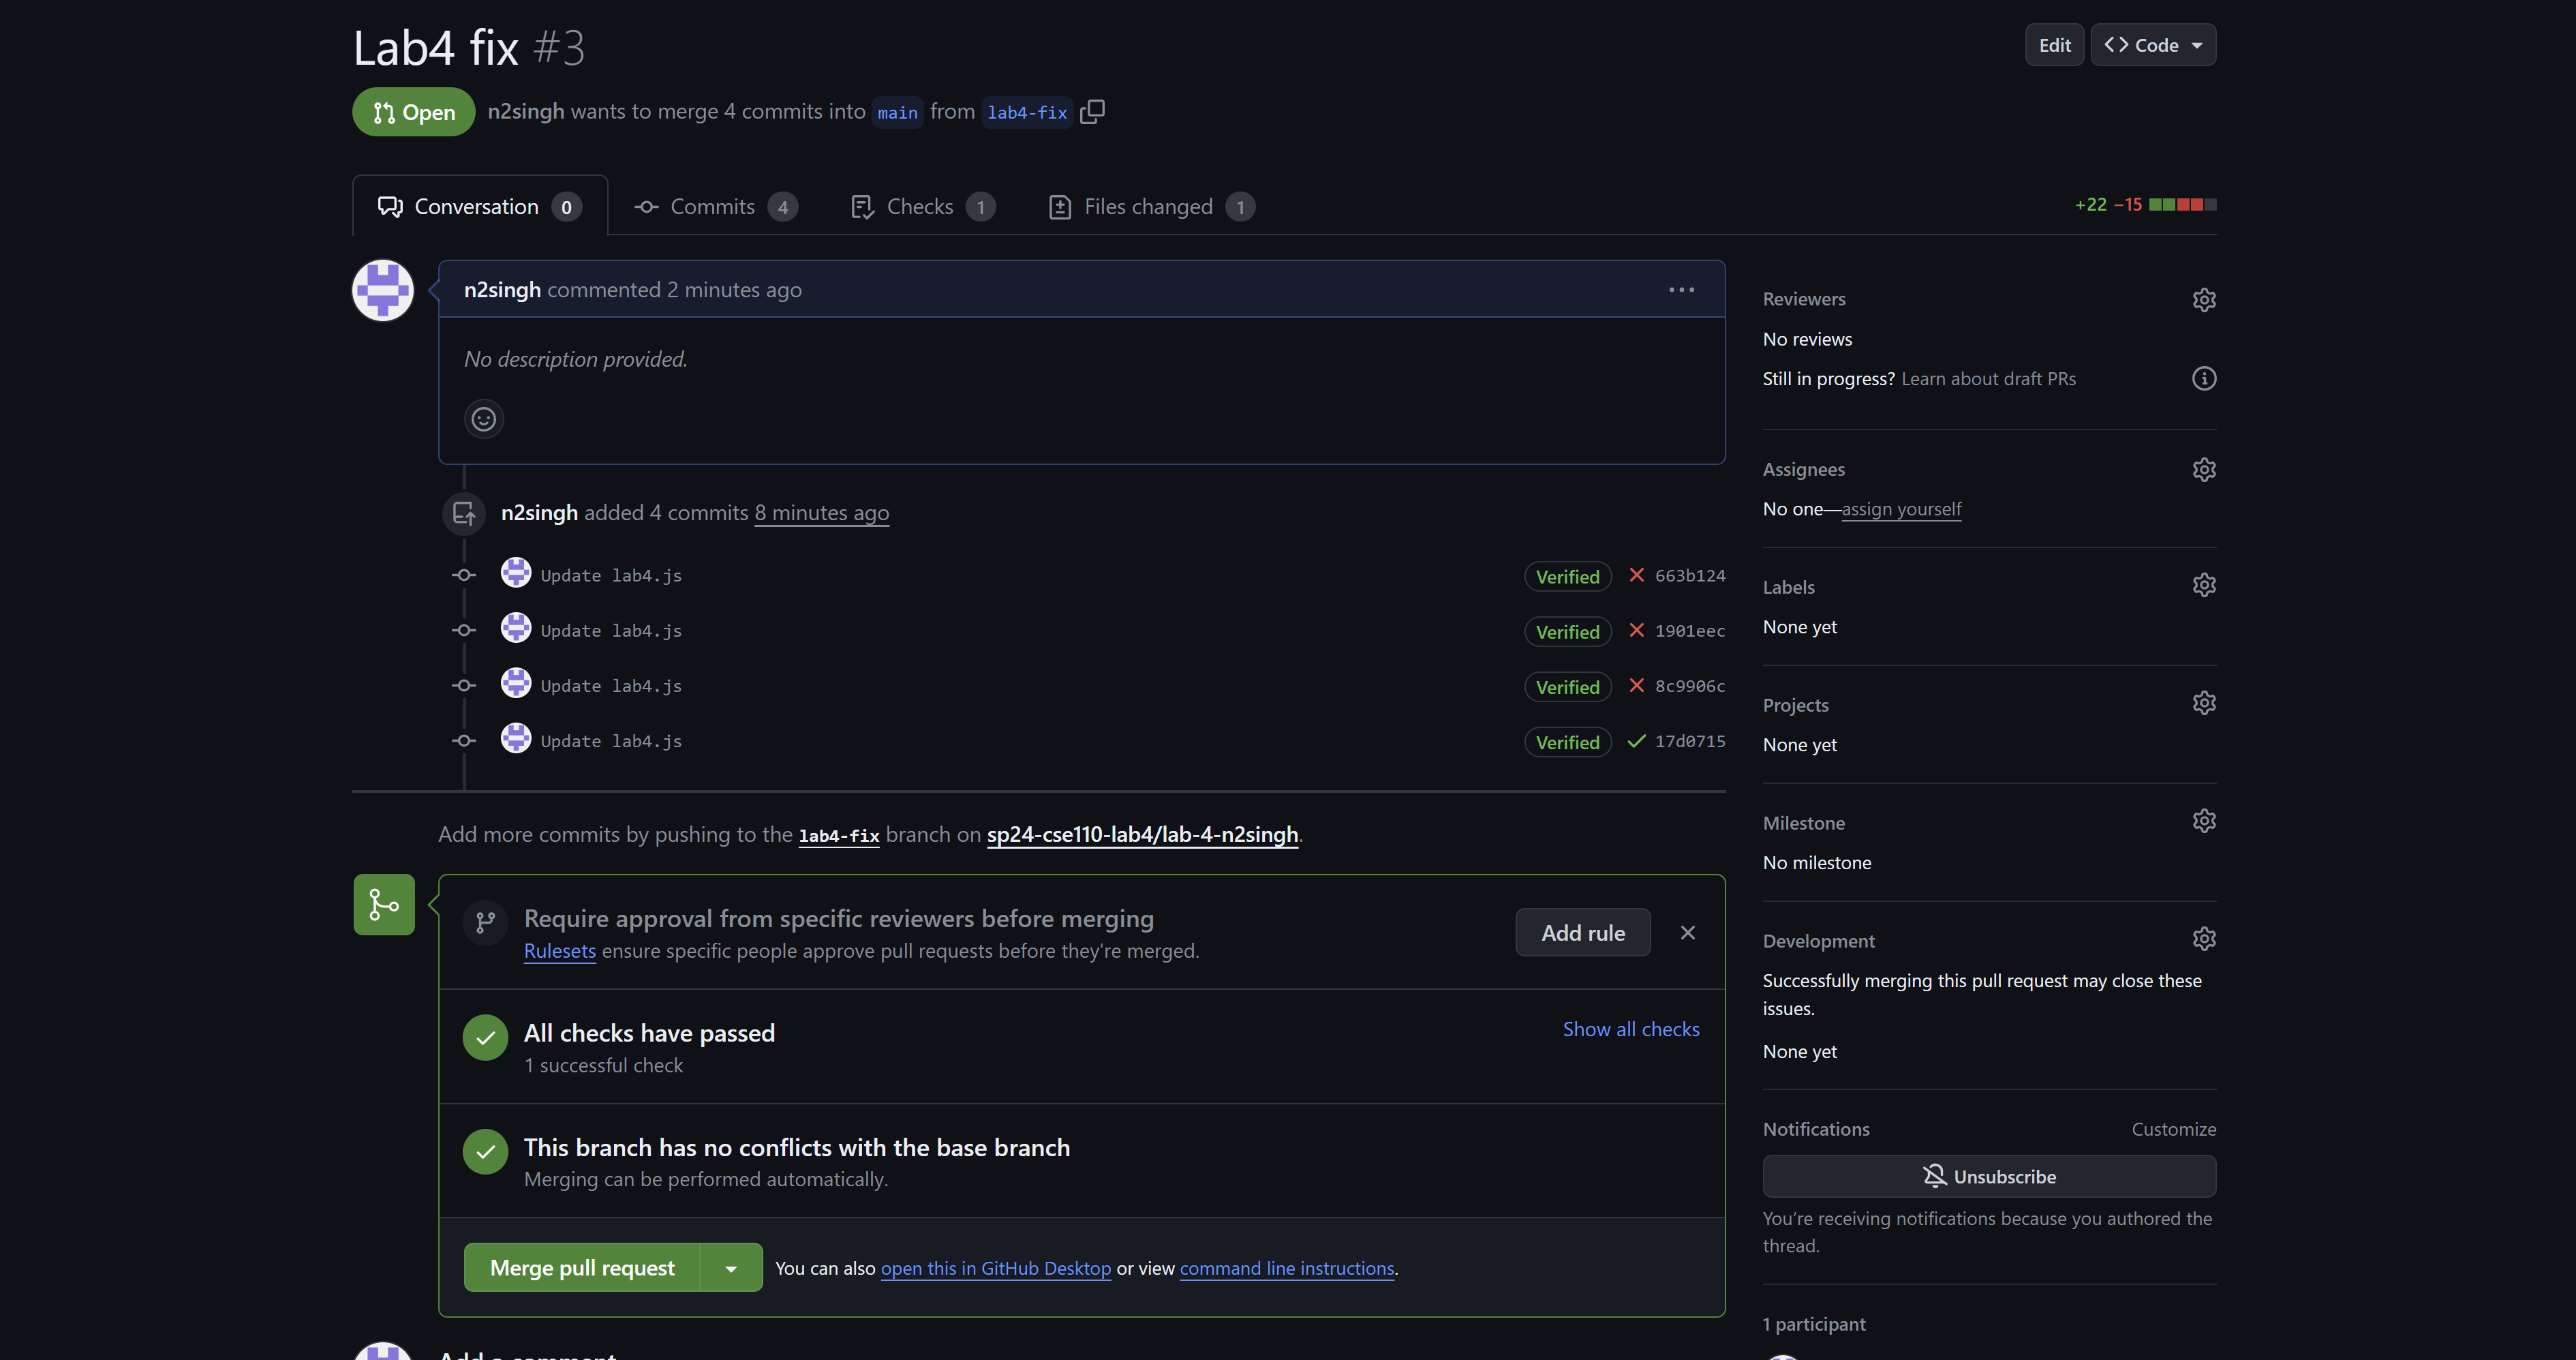 Lab4 fix #3
Edit
Code
Open
n2singh wants to merge 4 commits into main from lab4-fix
Conversation 0
Commits 4
Checks 1
Files changed 1
+22 −15
n2singh commented 2 minutes ago
No description provided.
n2singh added 4 commits 8 minutes ago
Update lab4.js
Verified
663b124
Update lab4.js
Verified
1901eec
Update lab4.js
Verified
8c9906c
Update lab4.js
Verified
17d0715
Add more commits by pushing to the lab4-fix branch on sp24-cse110-lab4/lab-4-n2singh.
Require approval from specific reviewers before merging
Rulesets ensure specific people approve pull requests before they're merged.
Add rule
All checks have passed
1 successful check
Show all checks
This branch has no conflicts with the base branch
Merging can be performed automatically.
Merge pull request
You can also open this in GitHub Desktop or view command line instructions.
Add a comment
Reviewers
No reviews
Still in progress? Learn about draft PRs
Assignees
No one—assign yourself
Labels
None yet
Projects
None yet
Milestone
No milestone
Development
Successfully merging this pull request may close these
issues.
None yet
Notifications
Customize
Unsubscribe
You're receiving notifications because you authored the
thread.
1 participant